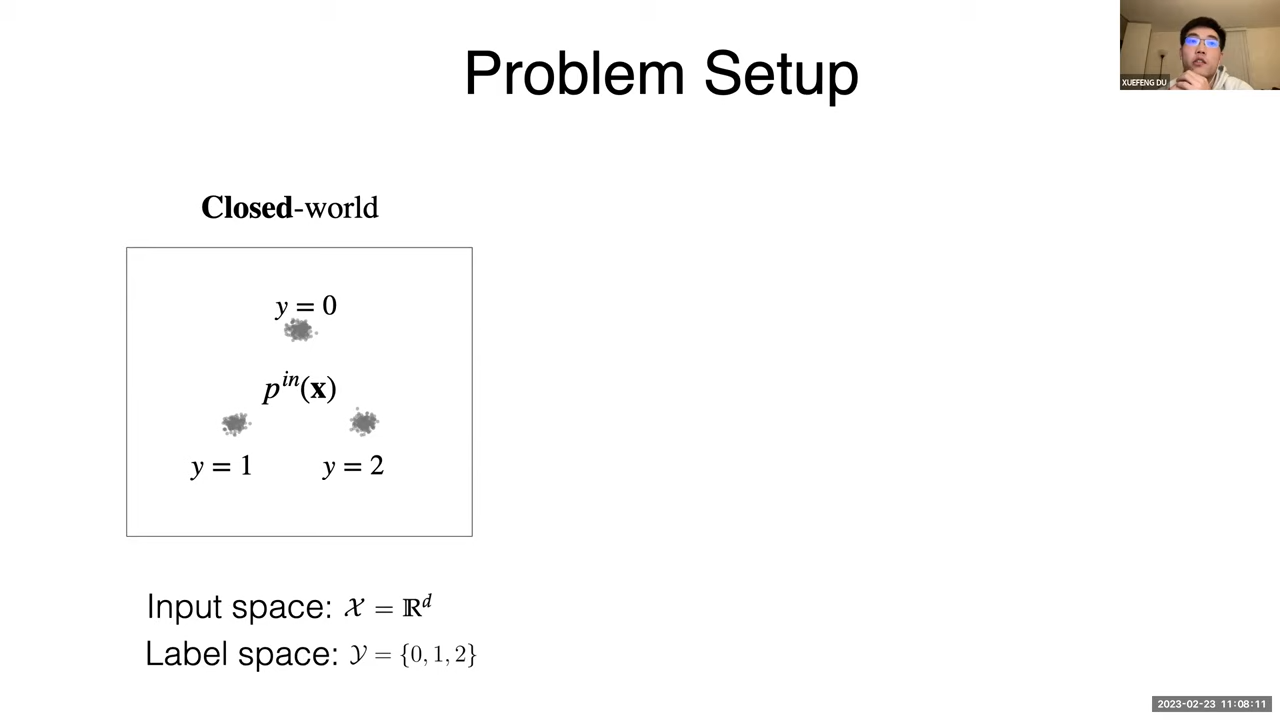 Problem Setup
XUEFENG DU
Closed-world
y = 0
p^{in}(x)
y = 1
y = 2
Input space: 𝒳 = ℝ^d
Label space: 𝒴 = {0, 1, 2}
2023-02-23 11:08:11